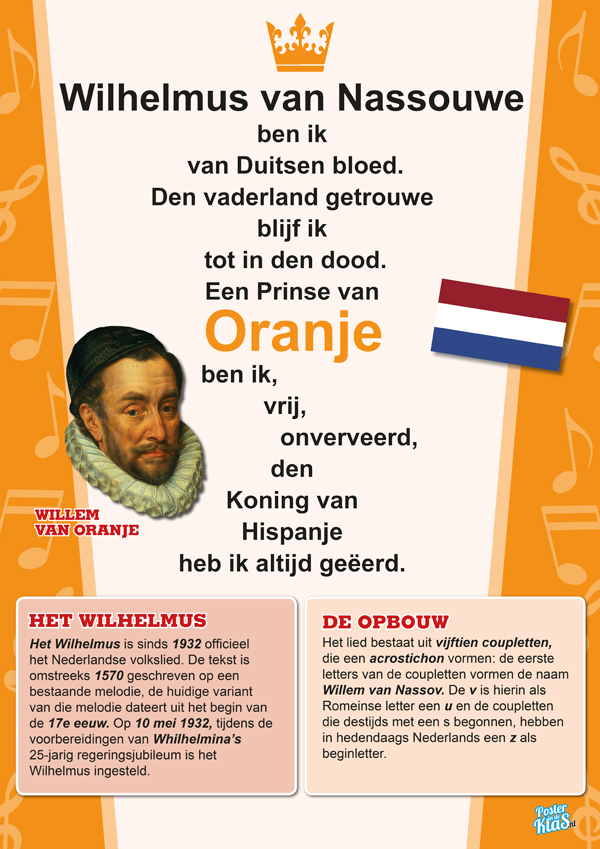 Wilhelmus van Nassouwe
ben ik
van Duitsen bloed.
Den vaderland getrouwe
blijf ik
tot in den dood.
Een Prinse van
Oranje
ben ik,
vrij,
onverveerd,
den
Koning van
Hispanje
heb ik altijd geëerd.
WILLEM
VAN ORANJE
HET WILHELMUS
Het Wilhelmus is sinds 1932 officieel
het Nederlandse volkslied. De tekst is
omstreeks 1570 geschreven op een
bestaande melodie, de huidige variant
van die melodie dateert uit het begin van
de 17e eeuw. Op 10 mei 1932, tijdens de
voorbereidingen van Whilhelmina's
25-jarig regeringsjubileum is het
Wilhelmus ingesteld.
DE OPBOUW
Het lied bestaat uit vijftien coupletten,
die een acrostichon vormen: de eerste
letters van de coupletten vormen de naam
Willem van Nassov. De v is hierin als
Romeinse letter een u en de coupletten
die destijds met een s begonnen, hebben
in hedendaags Nederlands een z als
beginletter.
Poster
in de
Klas.nl